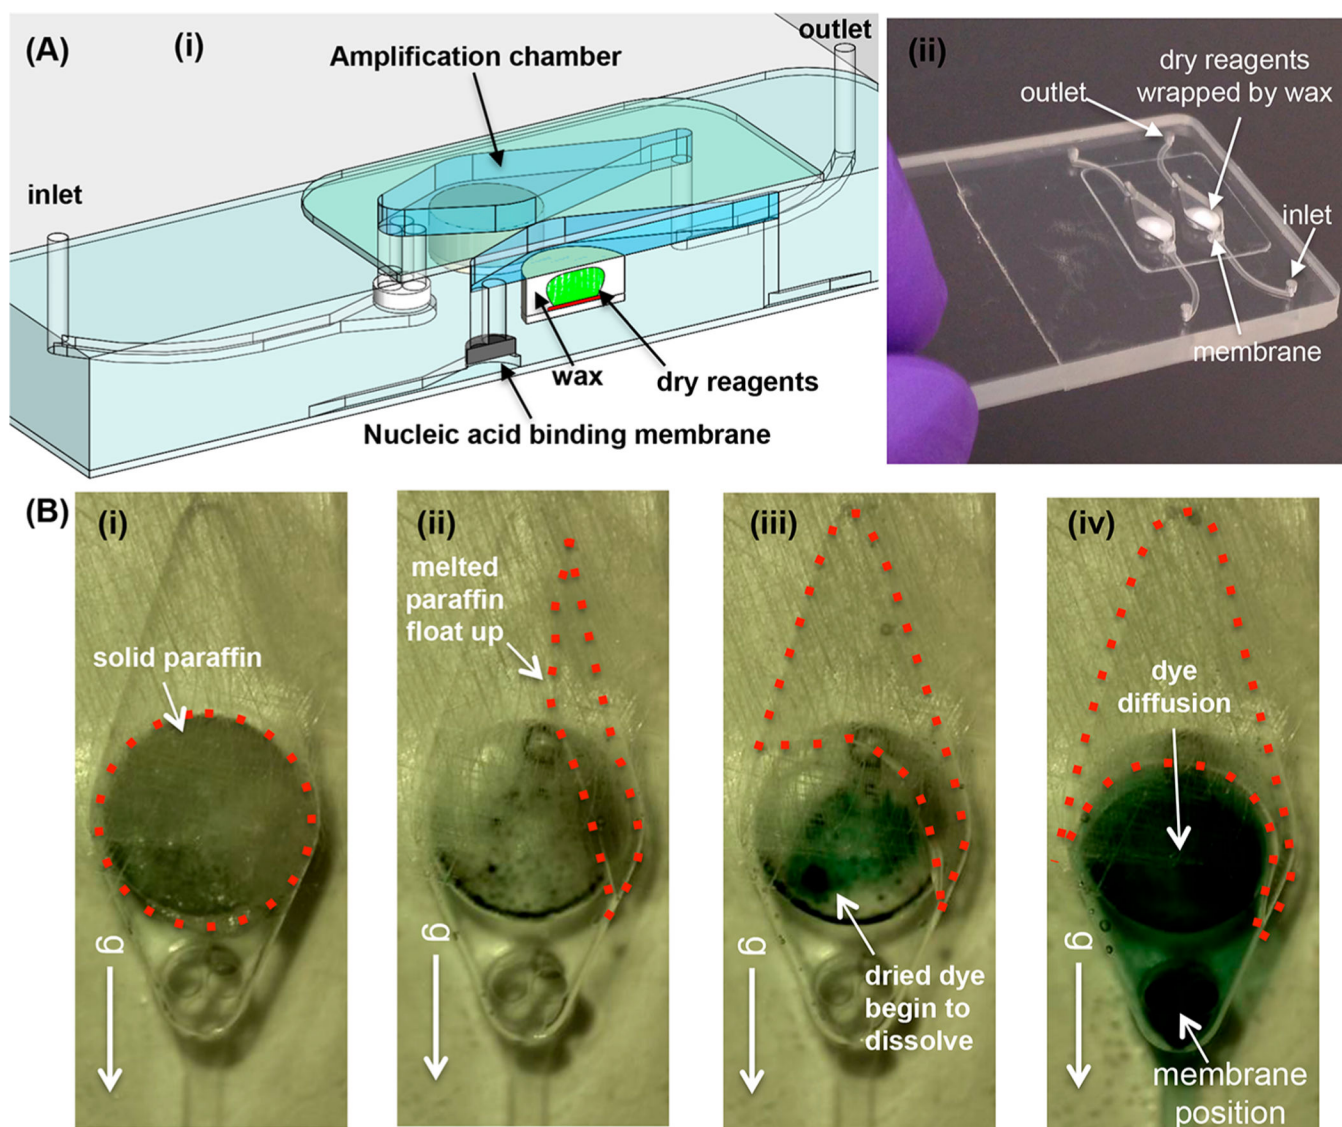 (A)
(i)
Amplification chamber
outlet
inlet
wax
dry reagents
Nucleic acid binding membrane
(ii)
dry reagents
wrapped by wax
outlet
inlet
membrane
(B)
(i)
solid paraffin
g
(ii)
melted
paraffin
float up
g
(iii)
dried dye
begin to
dissolve
g
(iv)
dye
diffusion
g
membrane
position